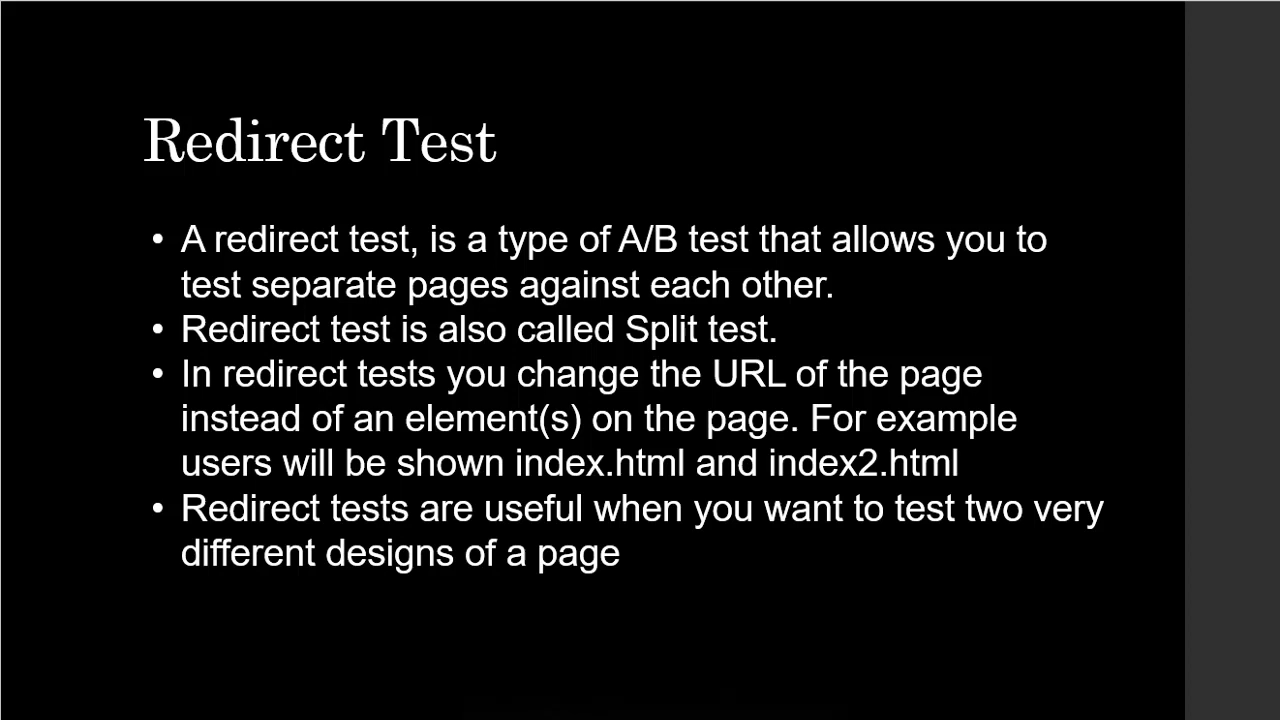 Redirect Test
• A redirect test, is a type of A/B test that allows you to
test separate pages against each other.
• Redirect test is also called Split test.
• In redirect tests you change the URL of the page
instead of an element(s) on the page. For example
users will be shown index.html and index2.html
• Redirect tests are useful when you want to test two very
different designs of a page